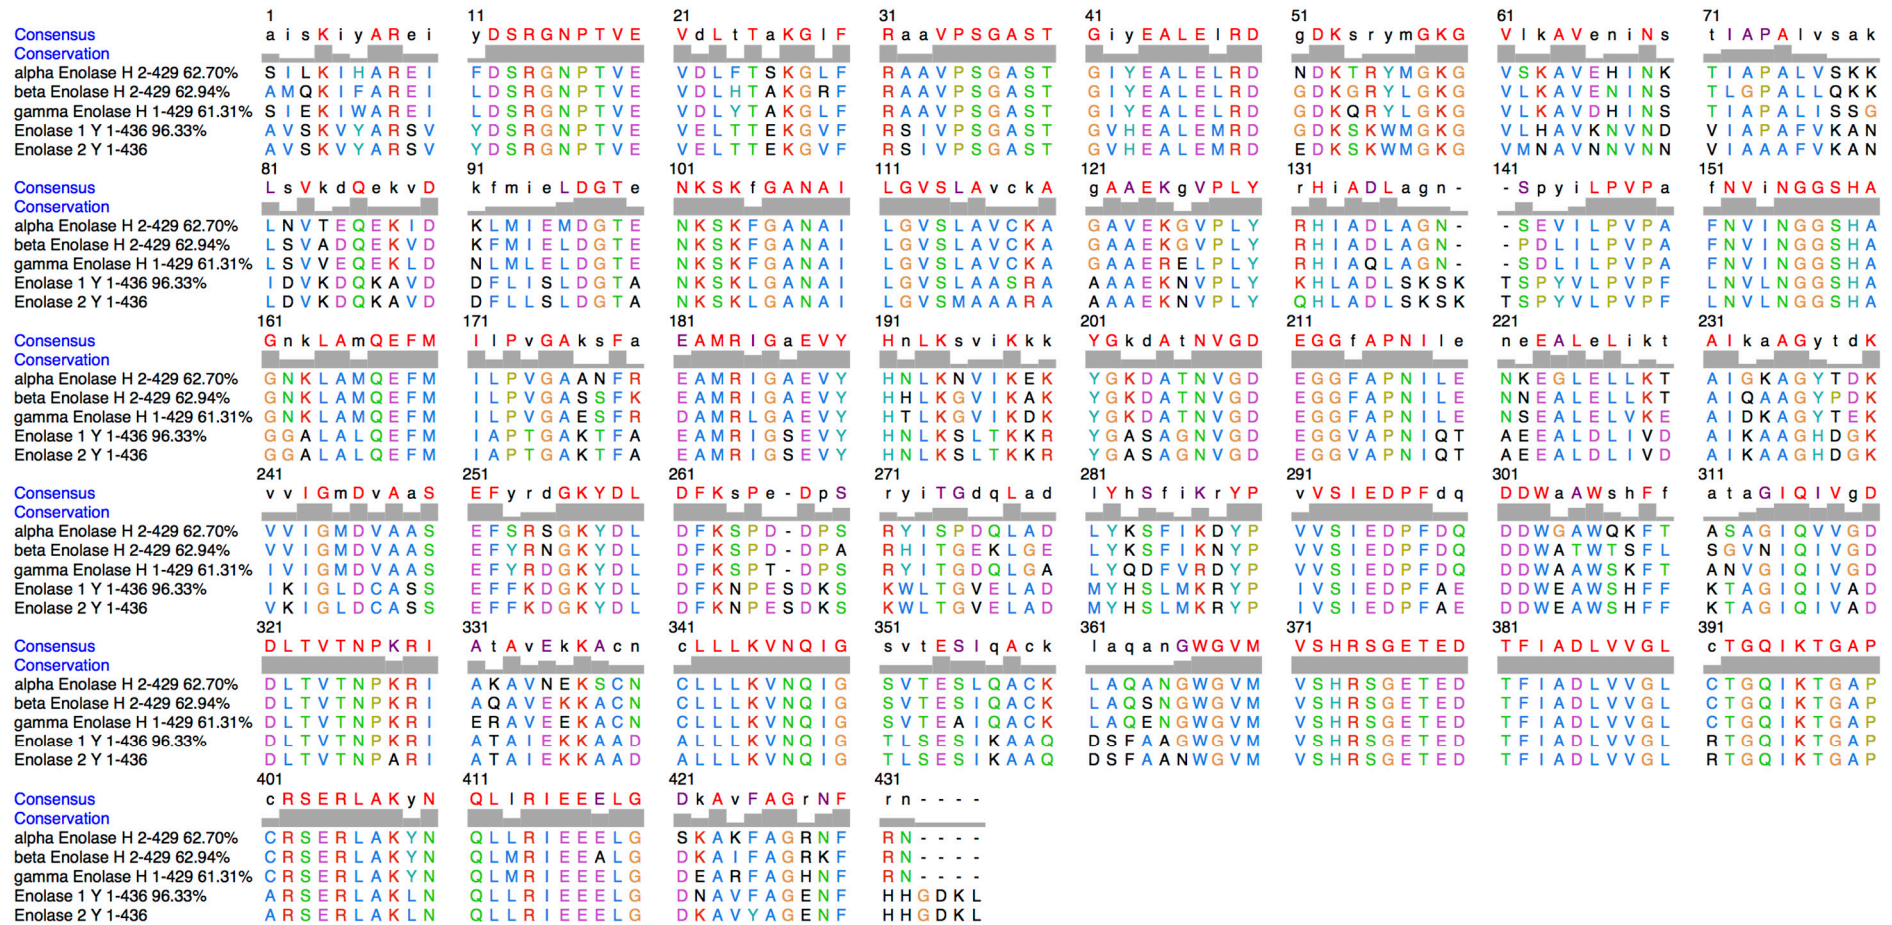 1 11 21 31 41 51 61 71
Consensus a i s K i y A R e i y D S R G N P T V E V d L t T a K G l F R a a V P S G A S T G i y E A L E l R D g D K s r y m G K G V l k A V e n i N s t I A P A l v s a k
Conservation
alpha Enolase H 2-429 62.70% S I L K I H A R E I F D S R G N P T V E V D L F T S K G L F R A A V P S G A S T G I Y E A L E L R D N D K T R Y M G K G V S K A V E H I N K T I A P A L V S K K
beta Enolase H 2-429 62.94% A M Q K I F A R E I L D S R G N P T V E V D L H T A K G R F R A A V P S G A S T G I Y E A L E L R D G D K G R Y L G K G V L K A V E N I N S T L G P A L L Q K K
gamma Enolase H 1-429 61.31% S I E K I W A R E I L D S R G N P T V E V D L Y T A K G L F R A A V P S G A S T G I Y E A L E L R D G D K Q R Y L G K G V L K A V D H I N S T I A P A L I S S G
Enolase 1 Y 1-436 96.33% A V S K V Y A R S V Y D S R G N P T V E V E L T T E K G V F R S I V P S G A S T G V H E A L E M R D G D K S K W M G K G V L H A V K N V N D V I A P A F V K A N
Enolase 2 Y 1-436 A V S K V Y A R S V Y D S R G N P T V E V E L T T E K G V F R S I V P S G A S T G V H E A L E M R D E D K S K W M G K G V M N A V N N V N N V I A A A F V K A N
81 91 101 111 121 131 141 151
Consensus L s V k d Q e k v D k f m i e L D G T e N K S K f G A N A I L G V S L A v c k A g A A E K g V P L Y r H i A D L a g n - - S p y i L P V P a f N V i N G G S H A
Conservation
alpha Enolase H 2-429 62.70% L N V T E Q E K I D K L M I E M D G T E N K S K F G A N A I L G V S L A V C K A G A V E K G V P L Y R H I A D L A G N - - S E V I L P V P A F N V I N G G S H A
beta Enolase H 2-429 62.94% L S V A D Q E K V D K F M I E L D G T E N K S K F G A N A I L G V S L A V C K A G A A E K G V P L Y R H I A D L A G N - - P D L I L P V P A F N V I N G G S H A
gamma Enolase H 1-429 61.31% L S V V E Q E K L D N L M L E L D G T E N K S K F G A N A I L G V S L A V C K A G A A E R E L P L Y R H I A Q L A G N - - S D L I L P V P A F N V I N G G S H A
Enolase 1 Y 1-436 96.33% I D V K D Q K A V D D F L I S L D G T A N K S K L G A N A I L G V S L A A S R A A A A E K N V P L Y K H L A D L S K S K T S P Y V L P V P F L N V L N G G S H A
Enolase 2 Y 1-436 L D V K D Q K A V D D F L L S L D G T A N K S K L G A N A I L G V S M A A A R A A A A E K N V P L Y Q H L A D L S K S K T S P Y V L P V P F L N V L N G G S H A
161 171 181 191 201 211 221 231
Consensus G n k L A m Q E F M I l P v G A k s F a E A M R I G a E V Y H n L K s v i K k k Y G k d A t N V G D E G G f A P N I l e n e E A L e L i k t A I k a A G y t d K
Conservation
alpha Enolase H 2-429 62.70% G N K L A M Q E F M I L P V G A A N F R E A M R I G A E V Y H N L K N V I K E K Y G K D A T N V G D E G G F A P N I L E N K E G L E L L K T A I G K A G Y T D K
beta Enolase H 2-429 62.94% G N K L A M Q E F M I L P V G A S S F K E A M R I G A E V Y H H L K G V I K A K Y G K D A T N V G D E G G F A P N I L E N N E A L E L L K T A I Q A A G Y P D K
gamma Enolase H 1-429 61.31% G N K L A M Q E F M I L P V G A E S F R D A M R L G A E V Y H T L K G V I K D K Y G K D A T N V G D E G G F A P N I L E N S E A L E L V K E A I D K A G Y T E K
Enolase 1 Y 1-436 96.33% G G A L A L Q E F M I A P T G A K T F A E A M R I G S E V Y H N L K S L T K K R Y G A S A G N V G D E G G V A P N I Q T A E E A L D L I V D A I K A A G H D G K
Enolase 2 Y 1-436 G G A L A L Q E F M I A P T G A K T F A E A M R I G S E V Y H N L K S L T K K R Y G A S A G N V G D E G G V A P N I Q T A E E A L D L I V D A I K A A G H D G K
241 251 261 271 281 291 301 311
Consensus v v I G m D v A a S E F y r d G K Y D L D F K s P e - D p S r y i T G d q L a d l Y h S f i K r Y P v V S I E D P F d q D D W a A W s h F f a t a G I Q I V g D
Conservation
alpha Enolase H 2-429 62.70% V V I G M D V A A S E F S R S G K Y D L D F K S P D - D P S R Y I S P D Q L A D L Y K S F I K D Y P V V S I E D P F D Q D D W G A W Q K F T A S A G I Q V V G D
beta Enolase H 2-429 62.94% V V I G M D V A A S E F Y R N G K Y D L D F K S P D - D P A R H I T G E K L G E L Y K S F I K N Y P V V S I E D P F D Q D D W A T W T S F L S G V N I Q I V G D
gamma Enolase H 1-429 61.31% I V I G M D V A A S E F Y R D G K Y D L D F K S P T - D P S R Y I T G D Q L G A L Y Q D F V R D Y P V V S I E D P F D Q D D W A A W S K F T A N V G I Q I V G D
Enolase 1 Y 1-436 96.33% I K I G L D C A S S E F F K D G K Y D L D F K N P E S D K S K W L T G V E L A D M Y H S L M K R Y P I V S I E D P F A E D D W E A W S H F F K T A G I Q I V A D
Enolase 2 Y 1-436 V K I G L D C A S S E F F K D G K Y D L D F K N P E S D K S K W L T G V E L A D M Y H S L M K R Y P I V S I E D P F A E D D W E A W S H F F K T A G I Q I V A D
321 331 341 351 361 371 381 391
Consensus D L T V T N P K R I A t A v E k K A c n c L L L K V N Q I G s v t E S I q A c k l a q a n G W G V M V S H R S G E T E D T F I A D L V V G L c T G Q I K T G A P
Conservation
alpha Enolase H 2-429 62.70% D L T V T N P K R I A K A V N E K S C N C L L L K V N Q I G S V T E S L Q A C K L A Q A N G W G V M V S H R S G E T E D T F I A D L V V G L C T G Q I K T G A P
beta Enolase H 2-429 62.94% D L T V T N P K R I A Q A V E K K A C N C L L L K V N Q I G S V T E S I Q A C K L A Q S N G W G V M V S H R S G E T E D T F I A D L V V G L C T G Q I K T G A P
gamma Enolase H 1-429 61.31% D L T V T N P K R I E R A V E E K A C N C L L L K V N Q I G S V T E A I Q A C K L A Q E N G W G V M V S H R S G E T E D T F I A D L V V G L C T G Q I K T G A P
Enolase 1 Y 1-436 96.33% D L T V T N P K R I A T A I E K K A A D A L L L K V N Q I G T L S E S I K A A Q D S F A A G W G V M V S H R S G E T E D T F I A D L V V G L R T G Q I K T G A P
Enolase 2 Y 1-436 D L T V T N P A R I A T A I E K K A A D A L L L K V N Q I G T L S E S I K A A Q D S F A A N W G V M V S H R S G E T E D T F I A D L V V G L R T G Q I K T G A P
401 411 421 431
Consensus c R S E R L A K y N Q L l R I E E E L G D k A v F A G r N F r n - - - -
Conservation
alpha Enolase H 2-429 62.70% C R S E R L A K Y N Q L L R I E E E L G S K A K F A G R N F R N - - - -
beta Enolase H 2-429 62.94% C R S E R L A K Y N Q L M R I E E A L G D K A I F A G R K F R N - - - -
gamma Enolase H 1-429 61.31% C R S E R L A K Y N Q L M R I E E E L G D E A R F A G H N F R N - - - -
Enolase 1 Y 1-436 96.33% A R S E R L A K L N Q L L R I E E E L G D N A V F A G E N F H H G D K L
Enolase 2 Y 1-436 A R S E R L A K L N Q L L R I E E E L G D K A V Y A G E N F H H G D K L